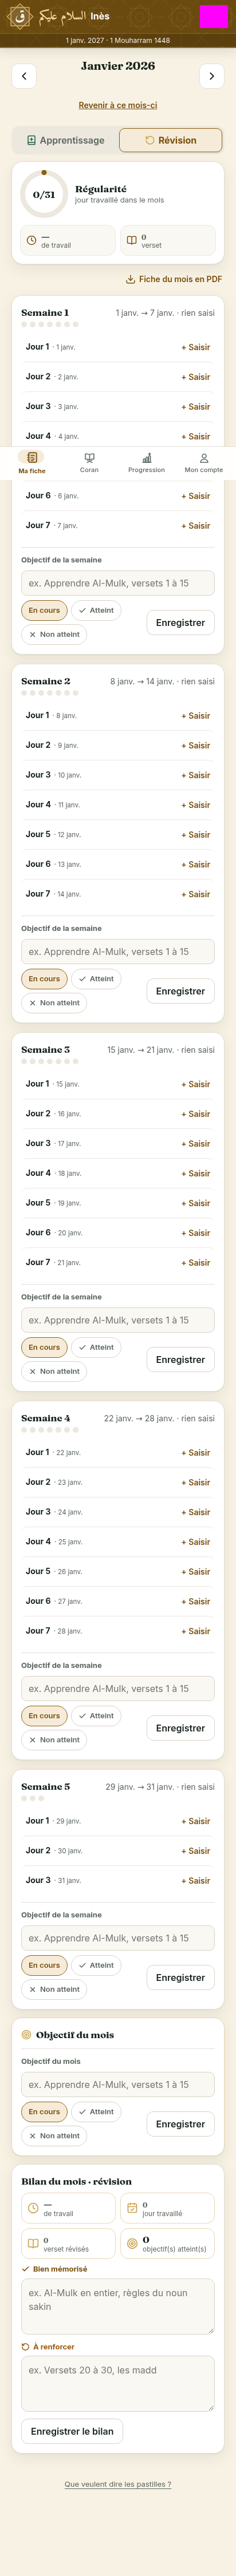 السلام عليكم Inès
1 janv. 2027 · 1 Mouharram 1448
Janvier 2026
Revenir à ce mois-ci
Apprentissage
Révision
0/31
Régularité
jour travaillé dans le mois
—
de travail
0
verset
Fiche du mois en PDF
Semaine 1
1 janv. → 7 janv. · rien saisi
Jour 1 · 1 janv.
+ Saisir
Jour 2 · 2 janv.
+ Saisir
Jour 3 · 3 janv.
+ Saisir
Jour 4 · 4 janv.
+ Saisir
Ma fiche
Coran
Progression
Mon compte
Jour 6 · 6 janv.
+ Saisir
Jour 7 · 7 janv.
+ Saisir
Objectif de la semaine
ex. Apprendre Al-Mulk, versets 1 à 15
En cours
Atteint
Non atteint
Enregistrer
Semaine 2
8 janv. → 14 janv. · rien saisi
Jour 1 · 8 janv.
+ Saisir
Jour 2 · 9 janv.
+ Saisir
Jour 3 · 10 janv.
+ Saisir
Jour 4 · 11 janv.
+ Saisir
Jour 5 · 12 janv.
+ Saisir
Jour 6 · 13 janv.
+ Saisir
Jour 7 · 14 janv.
+ Saisir
Objectif de la semaine
ex. Apprendre Al-Mulk, versets 1 à 15
En cours
Atteint
Non atteint
Enregistrer
Semaine 3
15 janv. → 21 janv. · rien saisi
Jour 1 · 15 janv.
+ Saisir
Jour 2 · 16 janv.
+ Saisir
Jour 3 · 17 janv.
+ Saisir
Jour 4 · 18 janv.
+ Saisir
Jour 5 · 19 janv.
+ Saisir
Jour 6 · 20 janv.
+ Saisir
Jour 7 · 21 janv.
+ Saisir
Objectif de la semaine
ex. Apprendre Al-Mulk, versets 1 à 15
En cours
Atteint
Non atteint
Enregistrer
Semaine 4
22 janv. → 28 janv. · rien saisi
Jour 1 · 22 janv.
+ Saisir
Jour 2 · 23 janv.
+ Saisir
Jour 3 · 24 janv.
+ Saisir
Jour 4 · 25 janv.
+ Saisir
Jour 5 · 26 janv.
+ Saisir
Jour 6 · 27 janv.
+ Saisir
Jour 7 · 28 janv.
+ Saisir
Objectif de la semaine
ex. Apprendre Al-Mulk, versets 1 à 15
En cours
Atteint
Non atteint
Enregistrer
Semaine 5
29 janv. → 31 janv. · rien saisi
Jour 1 · 29 janv.
+ Saisir
Jour 2 · 30 janv.
+ Saisir
Jour 3 · 31 janv.
+ Saisir
Objectif de la semaine
ex. Apprendre Al-Mulk, versets 1 à 15
En cours
Atteint
Non atteint
Enregistrer
Objectif du mois
Objectif du mois
ex. Apprendre Al-Mulk, versets 1 à 15
En cours
Atteint
Non atteint
Enregistrer
Bilan du mois · révision
—
de travail
0
jour travaillé
0
verset révisés
0
objectif(s) atteint(s)
Bien mémorisé
ex. Al-Mulk en entier, règles du noun
sakin
À renforcer
ex. Versets 20 à 30, les madd
Enregistrer le bilan
Que veulent dire les pastilles ?